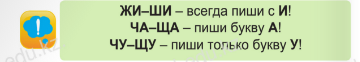 ЖИ–ШИ – всегда пиши с И!
ЧА–ЩА – пиши букву А!
ЧУ–ЩУ – пиши только букву У!